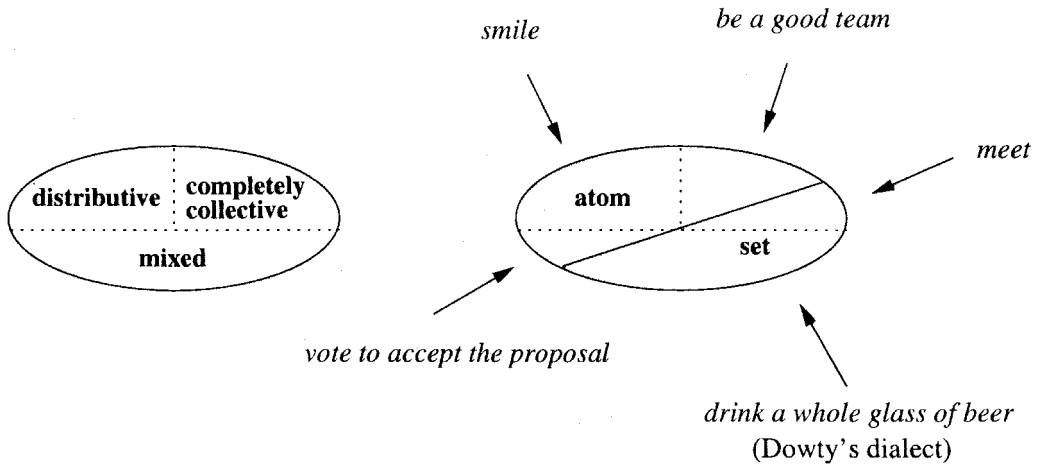 smile
be a good team
meet
distributive
completely
collective
mixed
atom
set
vote to accept the proposal
drink a whole glass of beer
(Dowty's dialect)